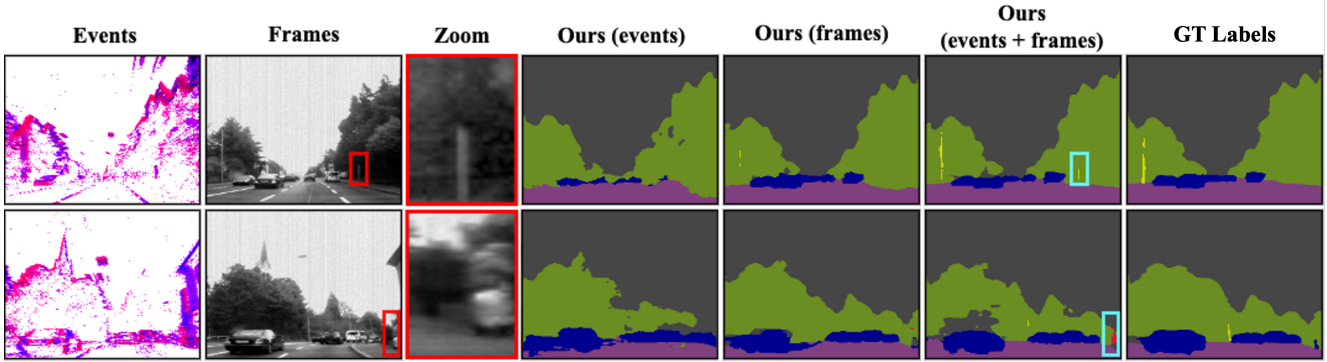 Events
Frames
Zoom
Ours (events)
Ours (frames)
Ours
(events + frames)
GT Labels